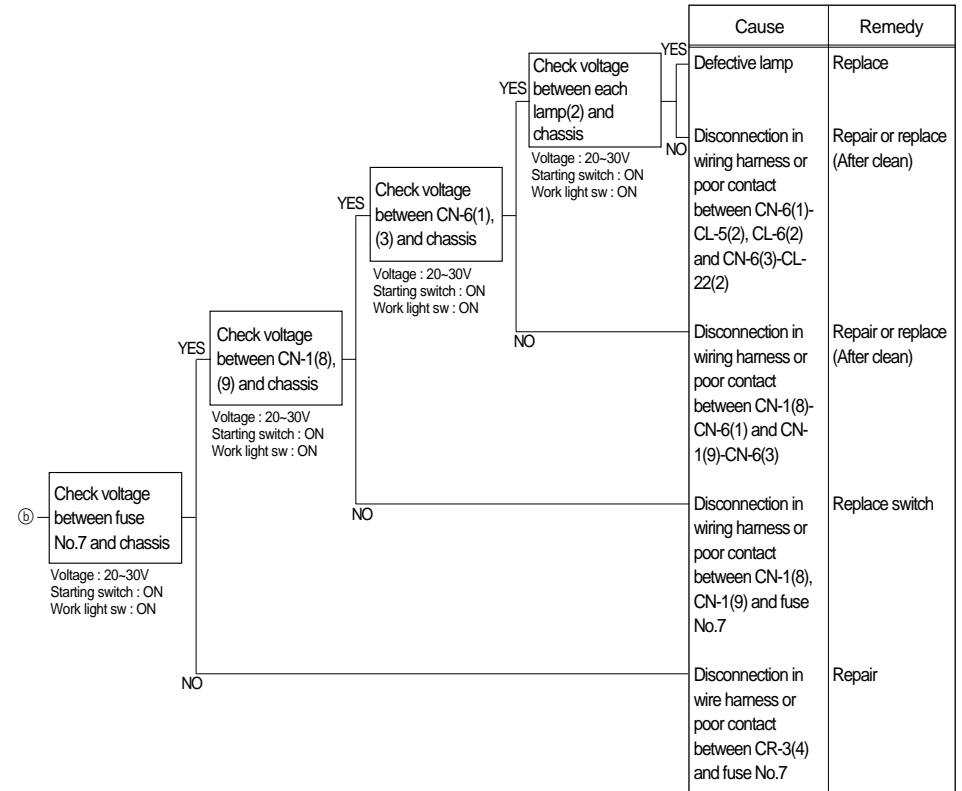 Cause
Remedy
YES
Defective lamp
Replace
Check voltage
between each
lamp(2) and
chassis
YES
NO
Voltage : 20~30V
Starting switch : ON
Work light sw : ON
Disconnection in
wiring harness or
poor contact
between CN-6(1)-
CL-5(2), CL-6(2)
and CN-6(3)-CL-
22(2)
Repair or replace
(After clean)
YES
Check voltage
between CN-6(1),
(3) and chassis
Voltage : 20~30V
Starting switch : ON
Work light sw : ON
NO
Disconnection in
wiring harness or
poor contact
between CN-1(8)-
CN-6(1) and CN-
1(9)-CN-6(3)
Repair or replace
(After clean)
YES
Check voltage
between CN-1(8),
(9) and chassis
Voltage : 20~30V
Starting switch : ON
Work light sw : ON
NO
Disconnection in
wiring harness or
poor contact
between CN-1(8),
CN-1(9) and fuse
No.7
Replace switch
ⓑ
Check voltage
between fuse
No.7 and chassis
Voltage : 20~30V
Starting switch : ON
Work light sw : ON
NO
Disconnection in
wire harness or
poor contact
between CR-3(4)
and fuse No.7
Repair